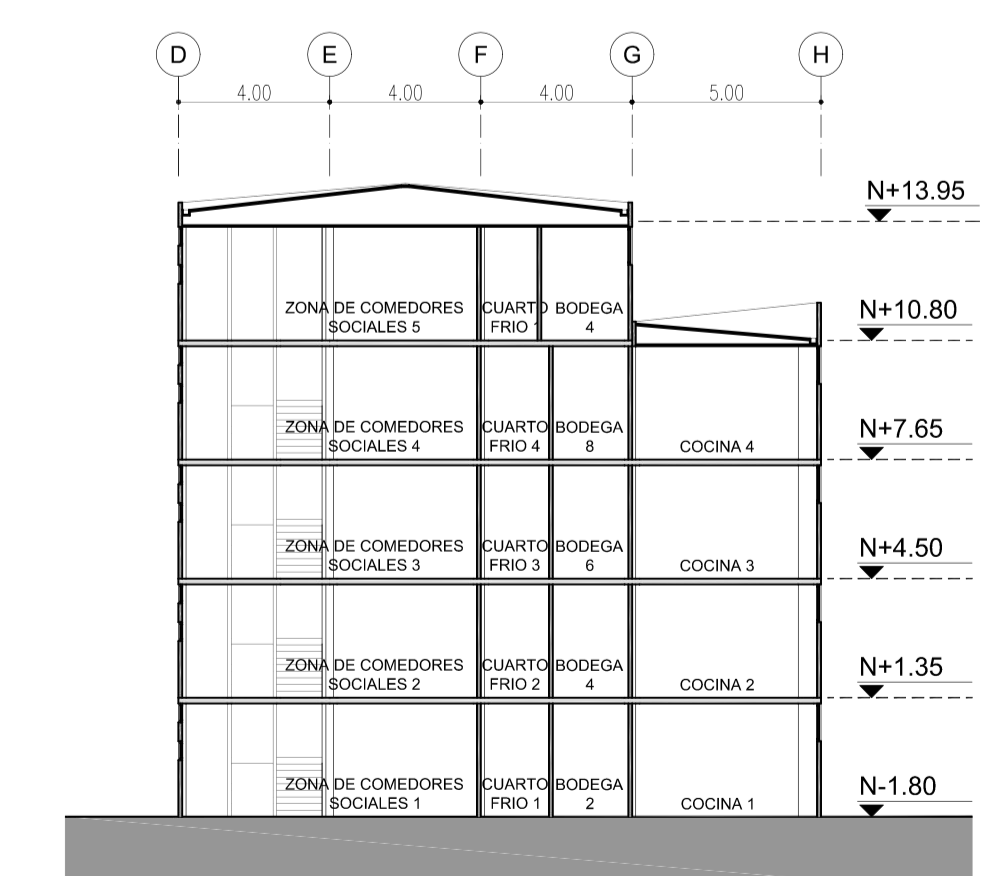 D E F G H
4.00 4.00 4.00 5.00
N+13.95
N+10.80
ZONA DE COMEDORES CUARTO BODEGA
SOCIALES 5 FRIO 1 4
N+7.65
ZONA DE COMEDORES CUARTO BODEGA
SOCIALES 4 FRIO 4 8 COCINA 4
N+4.50
ZONA DE COMEDORES CUARTO BODEGA
SOCIALES 3 FRIO 3 6 COCINA 3
N+1.35
ZONA DE COMEDORES CUARTO BODEGA
SOCIALES 2 FRIO 2 4 COCINA 2
N-1.80
ZONA DE COMEDORES CUARTO BODEGA
SOCIALES 1 FRIO 1 2 COCINA 1